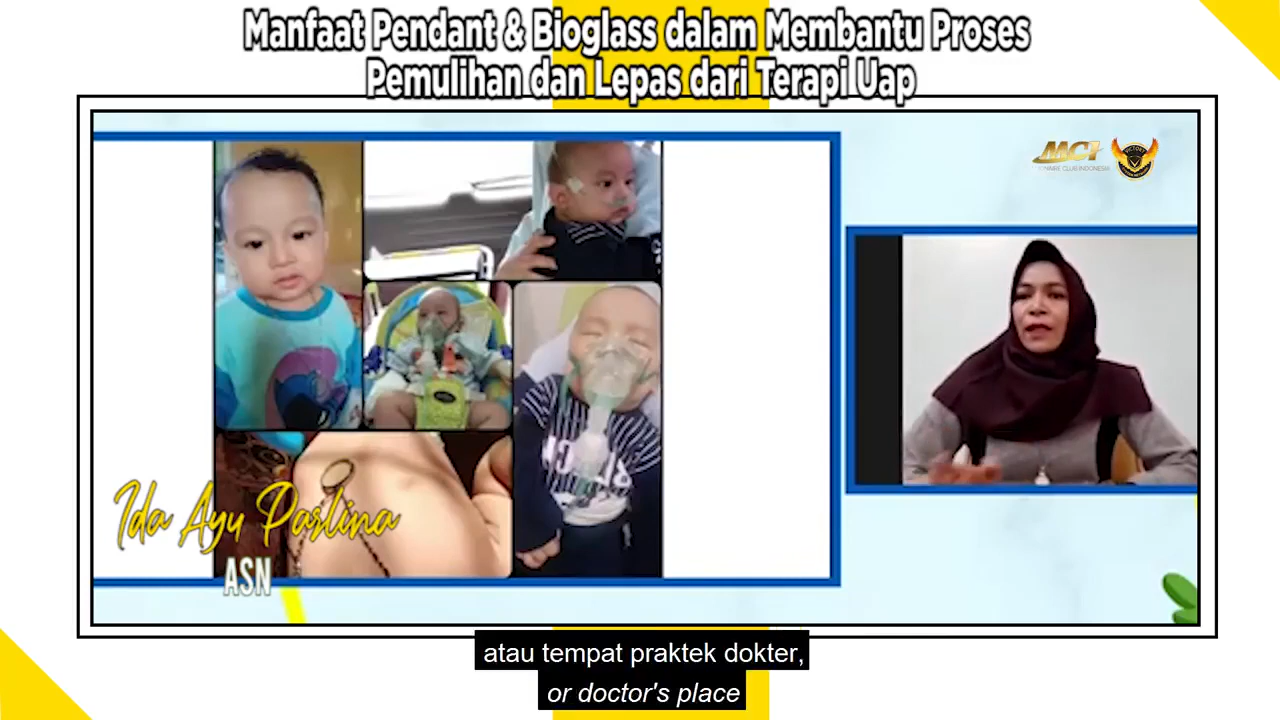 Manfaat Pendant & Bioglass dalam Membantu Proses
Pemulihan dan Lepas dari Terapi Uap
MCI
VICTORY
Ida Ayu Parlina
ASN
atau tempat praktek dokter,
or doctor's place